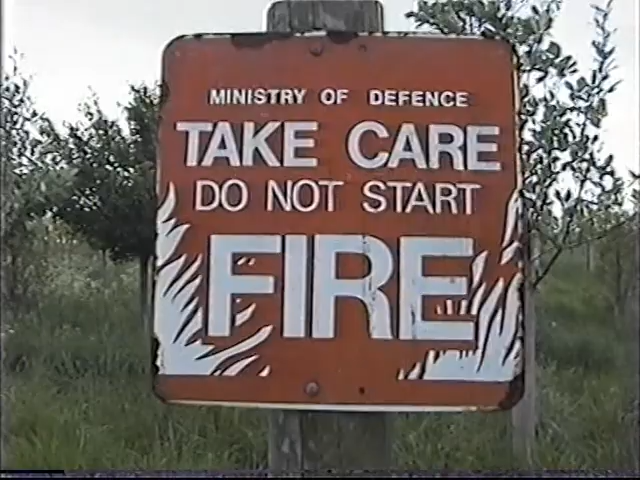 MINISTRY OF DEFENCE
TAKE CARE
DO NOT START
FIRE